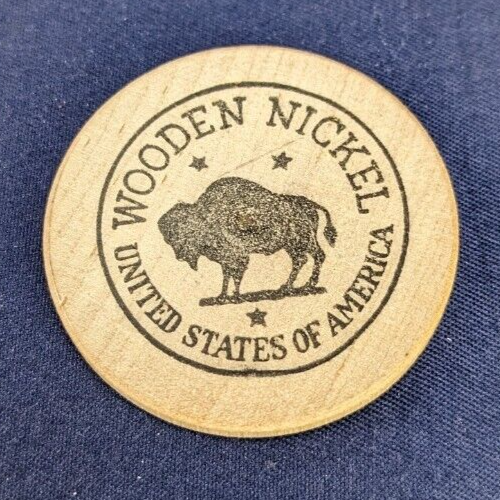 WOODEN NICKEL
UNITED STATES OF AMERICA